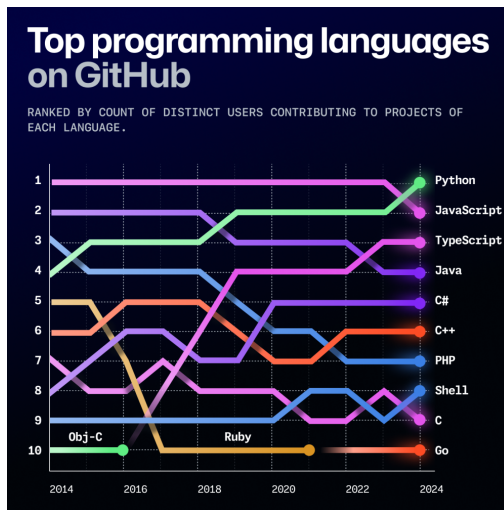 Top programming languages
on GitHub
RANKED BY COUNT OF DISTINCT USERS CONTRIBUTING TO PROJECTS OF
EACH LANGUAGE.
1
Python
2
JavaScript
3
TypeScript
4
Java
5
C#
6
C++
7
PHP
8
Shell
9
C
Obj-C
Ruby
10
Go
2014
2016
2018
2020
2022
2024